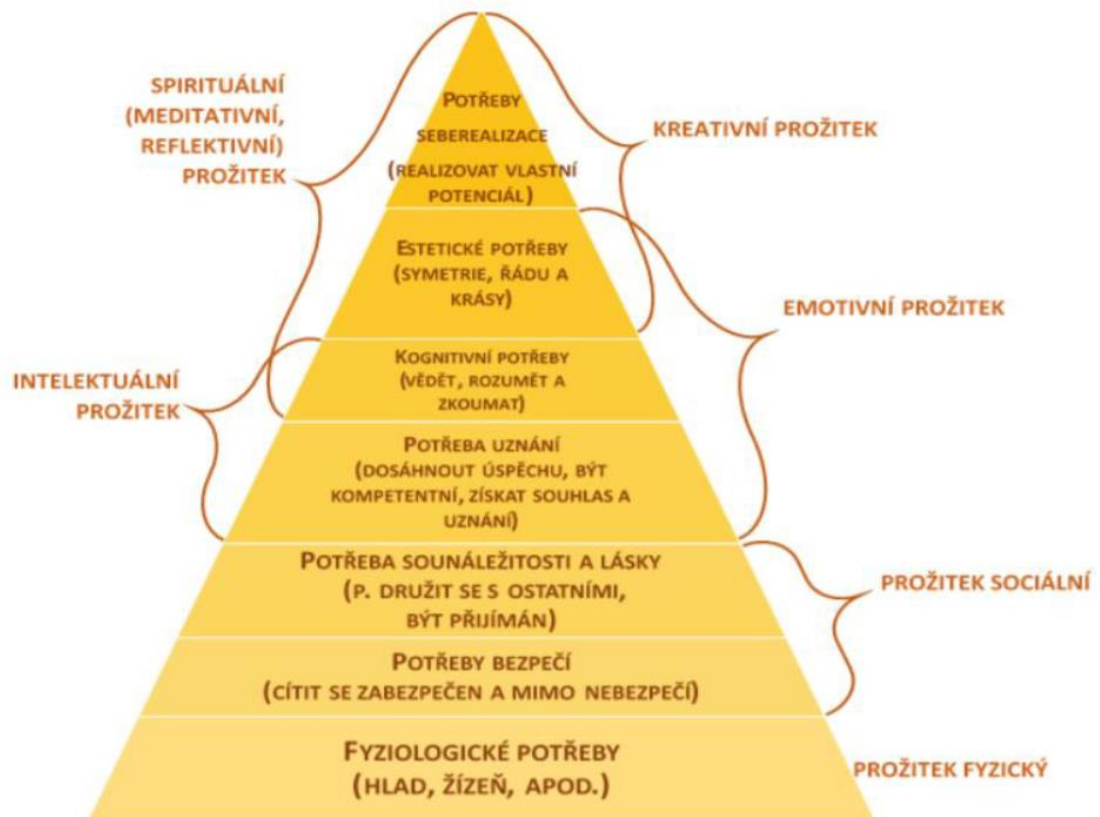 SPIRITUÁLNÍ
(MEDITATIVNÍ,
REFLEKTIVNÍ)
PROŽITEK
POTŘEBY
SEBEREALIZACE
(REALIZOVAT VLASTNÍ
POTENCIÁL)
KREATIVNÍ PROŽITEK
ESTETICKÉ POTŘEBY
(SYMETRIE, ŘÁDU A
KRÁSY)
EMOTIVNÍ PROŽITEK
INTELEKTUÁLNÍ
PROŽITEK
KOGNITIVNÍ POTŘEBY
(VĚDĚT, ROZUMĚT A
ZKOUMAT)
POTŘEBA UZNÁNÍ
(DOSÁHNOUT ÚSPĚCHU, BÝT
KOMPETENTNÍ, ZÍSKAT SOUHLAS A
UZNÁNÍ)
POTŘEBA SOUNÁLEŽITOSTI A LÁSKY
(P. DRUŽIT SE S OSTATNÍMI,
BÝT PŘIJÍMÁN)
PROŽITEK SOCIÁLNÍ
POTŘEBY BEZPEČÍ
(CÍTIT SE ZABEZPEČEN A MIMO NEBEZPEČÍ)
FYZIOLOGICKÉ POTŘEBY
(HLAD, ŽÍZEŇ, APOD.)
PROŽITEK FYZICKÝ